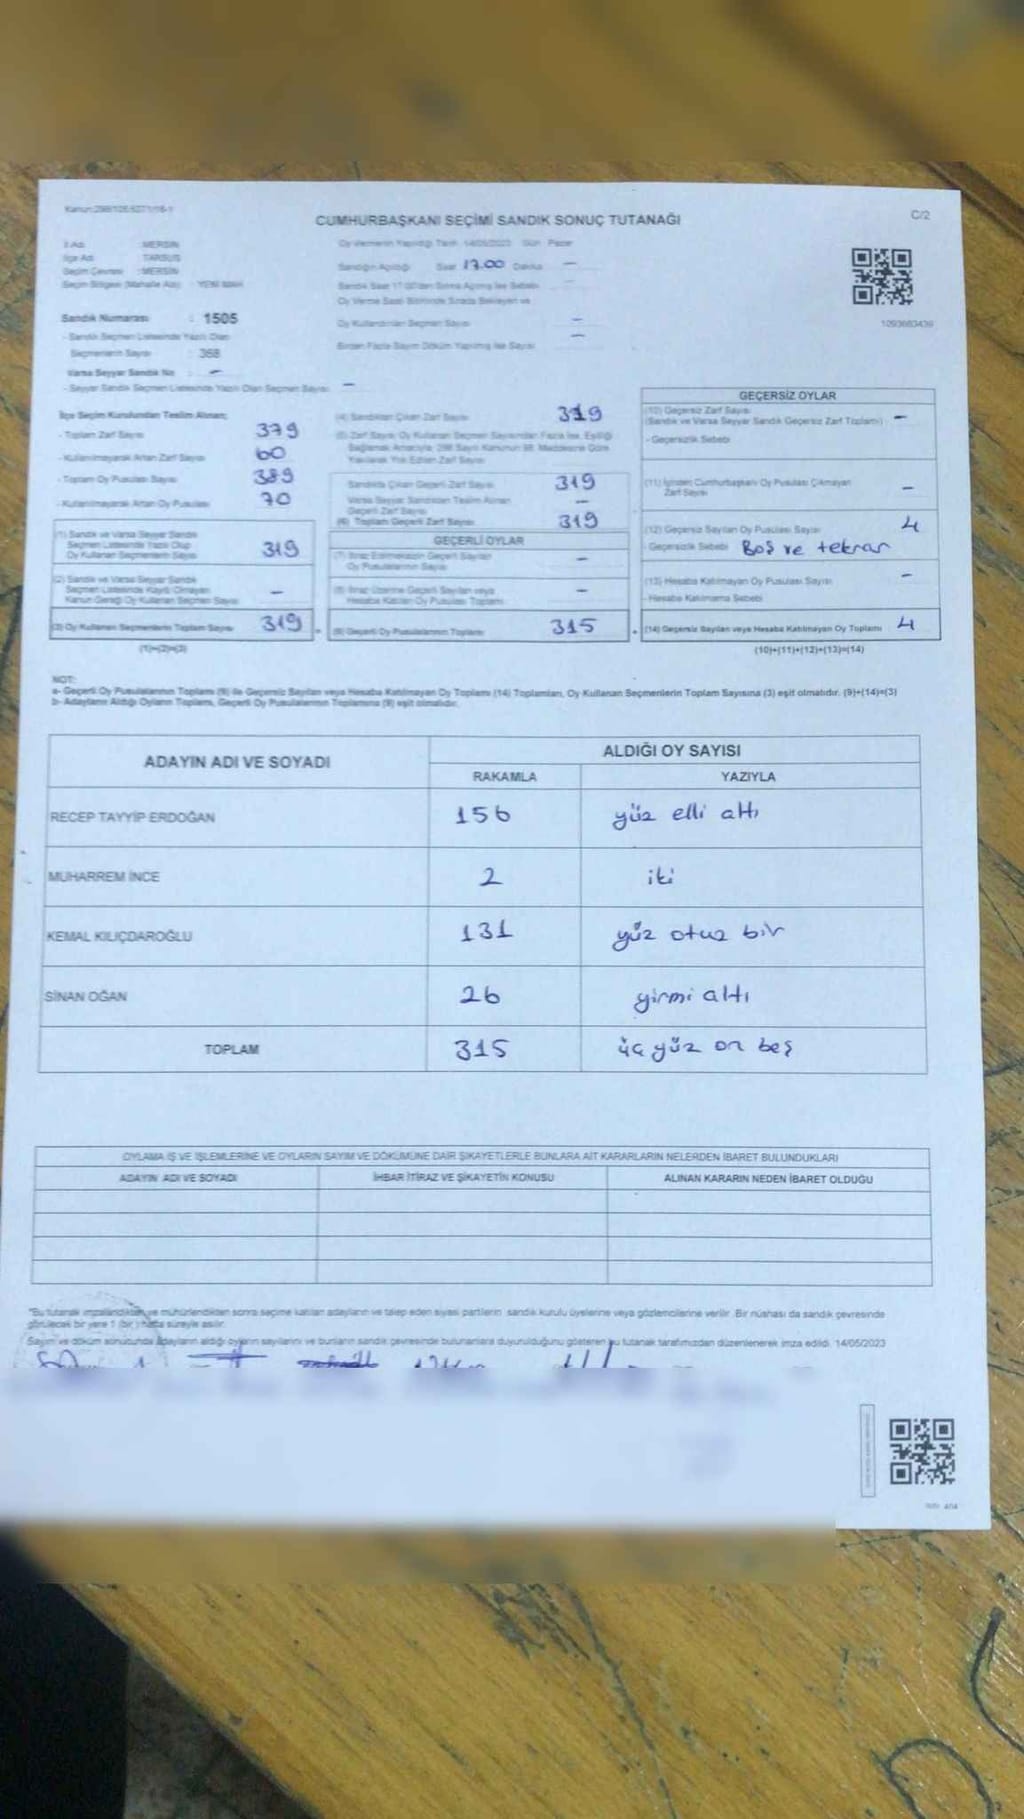 CUMHURBAŞKANI SEÇİMİ SANDIK SONUÇ TUTANAĞI
C/2
İl Adı : MERSİN
İlçe Adı : TARSUS
Seçim Çevresi : MERSİN
Seçim Bölgesi (Mahalle Adı) : YENİ MAH
Sandık Numarası : 1505
- Sandık Seçmen Listesinde Yazılı Olan
Seçmenlerin Sayısı : 368
Varsa Seyyar Sandık No : -
- Seyyar Sandık Seçmen Listesinde Yazılı Olan Seçmen Sayısı -
Oy Vermenin Yapıldığı Tarih 14/05/2023 Gün Pazar
Sandığın Açıldığı Saat 17.00 Dakika -
Sandık Saat 17.00'den Sonra Açılmış İse Sebebi
Oy Verme Saati Bitiminde Sırada Bekleyen ve
Oy Kullandırılan Seçmen Sayısı -
Birden Fazla Sayım Döküm Yapılmış İse Sayısı -
1093683439
İlçe Seçim Kurulundan Teslim Alınan;
- Toplam Zarf Sayısı 379
- Kullanılmayarak Artan Zarf Sayısı 60
- Toplam Oy Pusulası Sayısı 389
- Kullanılmayarak Artan Oy Pusulası 70
(1) Sandık ve Varsa Seyyar Sandık
Seçmen Listesinde Yazılı Olup
Oy Kullanan Seçmenlerin Sayısı 319
(2) Sandık ve Varsa Seyyar Sandık
Seçmen Listesinde Kayıtlı Olmayan
Kanun Gereği Oy Kullanan Seçmen Sayısı -
(3) Oy Kullanan Seçmenlerin Toplam Sayısı 319
(1)+(2)=(3)
(4) Sandıktan Çıkan Zarf Sayısı 319
(5) Zarf Sayısı Oy Kullanan Seçmen Sayısından Fazla İse, Eşitliği
Sağlamak Amacıyla, 298 Sayılı Kanunun 98. Maddesine Göre
Yakılarak Yok Edilen Zarf Sayısı
Sandıkta Çıkan Geçerli Zarf Sayısı 319
Varsa Seyyar Sandıktan Teslim Alınan
Geçerli Zarf Sayısı -
(6) Toplam Geçerli Zarf Sayısı 319
GEÇERLİ OYLAR
(7) İtiraz Edilmeksizin Geçerli Sayılan
Oy Pusulalarının Sayısı -
(8) İtiraz Üzerine Geçerli Sayılan veya
Hesaba Katılan Oy Pusulası Toplamı -
(9) Geçerli Oy Pusulalarının Toplamı 315
GEÇERSİZ OYLAR
(10) Geçersiz Zarf Sayısı
(Sandık ve Varsa Seyyar Sandık Geçersiz Zarf Toplamı) -
- Geçersizlik Sebebi
(11) İçinden Cumhurbaşkanı Oy Pusulası Çıkmayan
Zarf Sayısı -
(12) Geçersiz Sayılan Oy Pusulası Sayısı 4
- Geçersizlik Sebebi Boş ve tekrar
(13) Hesaba Katılmayan Oy Pusulası Sayısı -
- Hesaba Katılmama Sebebi
(14) Geçersiz Sayılan veya Hesaba Katılmayan Oy Toplamı 4
(10)+(11)+(12)+(13)=(14)
NOT:
a- Geçerli Oy Pusulalarının Toplamı (9) ile Geçersiz Sayılan veya Hesaba Katılmayan Oy Toplamı (14) Toplamları, Oy Kullanan Seçmenlerin Toplam Sayısına (3) eşit olmalıdır. (9)+(14)=(3)
b- Adayların Aldığı Oyların Toplamı, Geçerli Oy Pusulalarının Toplamına (9) eşit olmalıdır.
ADAYIN ADI VE SOYADI ALDIĞI OY SAYISI
RAKAMLA YAZIYLA
RECEP TAYYİP ERDOĞAN 156 yüz elli altı
MUHARREM İNCE 2 iki
KEMAL KILIÇDAROĞLU 131 yüz otuz bir
SİNAN OĞAN 26 yirmi altı
TOPLAM 315 üç yüz on beş
OYLAMA İŞ VE İŞLEMLERİNE VE OYLARIN SAYIM VE DÖKÜMÜNE DAİR ŞİKAYETLERLE BUNLARA AİT KARARLARIN NELERDEN İBARET BULUNDUKLARI
ADAYIN ADI VE SOYADI İHBAR İTİRAZ VE ŞİKAYETİN KONUSU ALINAN KARARIN NEDEN İBARET OLDUĞU
"Bu tutanak imzalandıktan ve mühürlendikten sonra seçime katılan adayların ve talep eden siyasi partilerin sandık kurulu üyelerine veya gözlemcilerine verilir. Bir nüshası da sandık çevresinde
görülecek bir yere 1 (bir) hafta süreyle asılır.
Sayım ve döküm sonucunda adayların aldığı oyların sayılarını ve bunların sandık çevresinde bulunanlara duyurulduğunu gösteren bu tutanak tarafımızdan düzenlenerek imza edildi. 14/05/2023